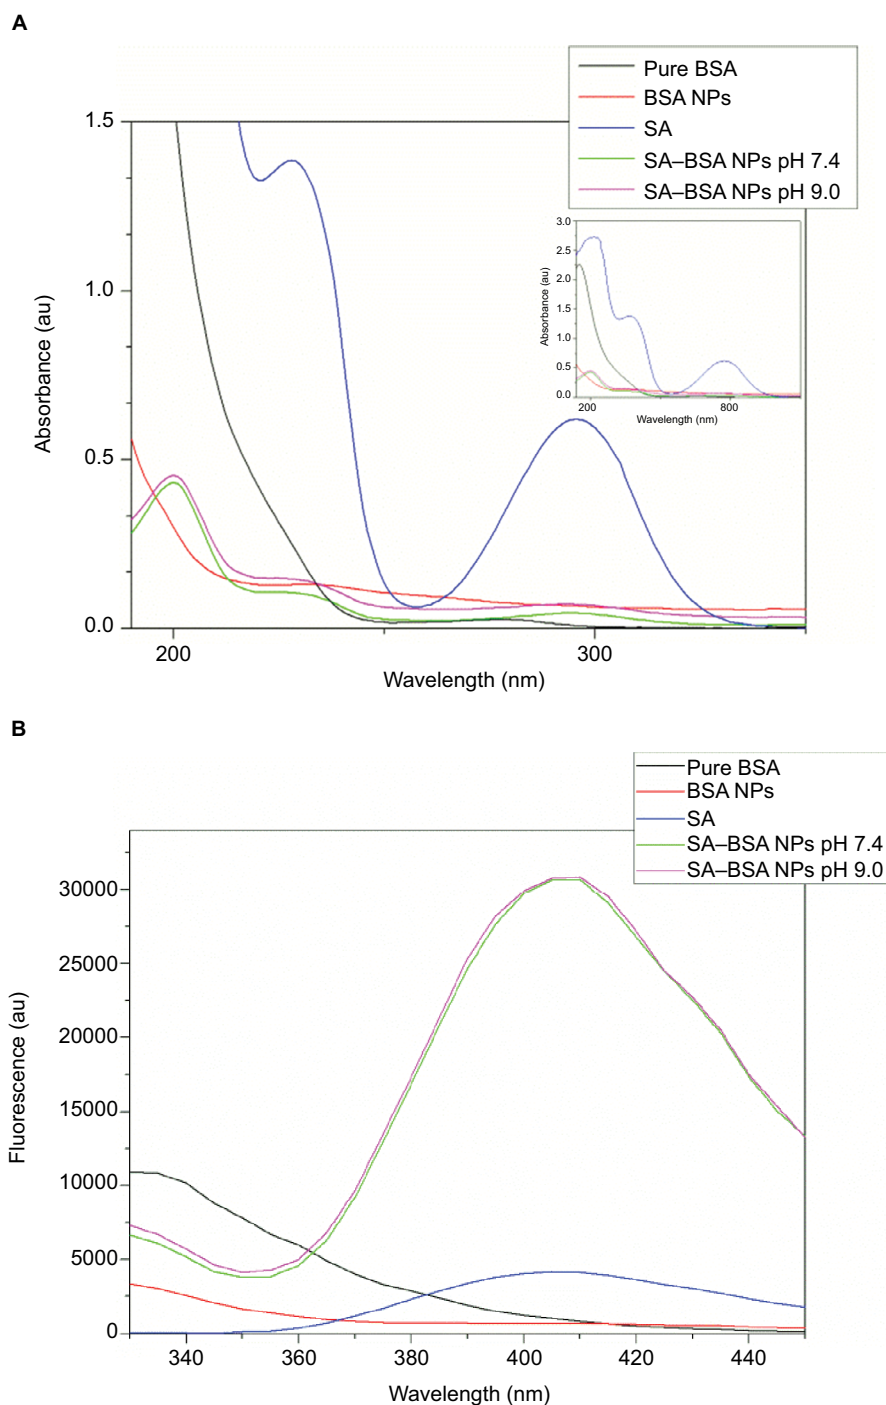 A
Pure BSA
BSA NPs
SA
SA–BSA NPs pH 7.4
SA–BSA NPs pH 9.0
1.5
1.0
0.5
0.0
Absorbance (au)
200
300
Wavelength (nm)
3.0
2.5
2.0
1.5
1.0
0.5
0.0
Absorbance (au)
200
800
Wavelength (nm)
B
Pure BSA
BSA NPs
SA
SA–BSA NPs pH 7.4
SA–BSA NPs pH 9.0
30000
25000
20000
15000
10000
5000
0
Fluorescence (au)
340
360
380
400
420
440
Wavelength (nm)